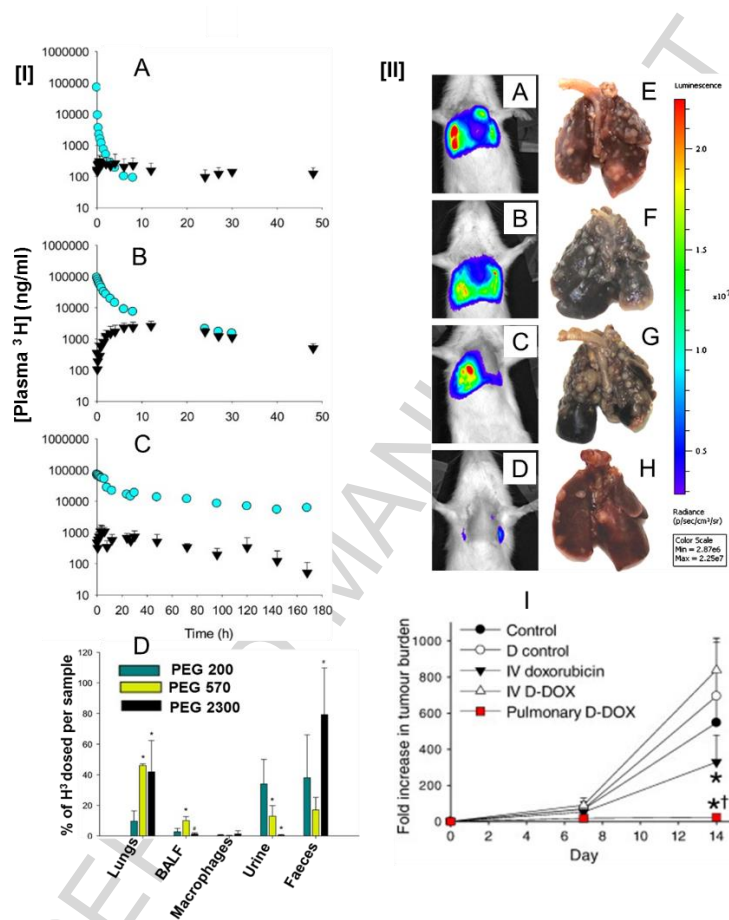 [I]
A
1000000
100000
10000
1000
100
10
0 10 20 30 40 50
B
1000000
100000
10000
1000
100
10
0 10 20 30 40 50
C
1000000
100000
10000
1000
100
10
0 20 40 60 80 100 120 140 160 180
Time (h)
[Plasma ³H] (ng/ml)
D
PEG 200
PEG 570
PEG 2300
120
100
80
60
40
20
0
% of H³ dosed per sample
* * * * * * * # 
Lungs
BALF
Macrophages
Urine
Faeces
[II]
A
B
C
D
E
F
G
H
Luminescence
2.0
1.5
x10⁷
1.0
0.5
Radiance
(p/sec/cm²/sr)
Color Scale
Min = 2.87e6
Max = 2.25e7
I
Control
D control
IV doxorubicin
IV D-DOX
Pulmonary D-DOX
1000
800
600
400
200
0
Fold increase in tumour burden
*
*†
0 2 4 6 8 10 12 14
Day